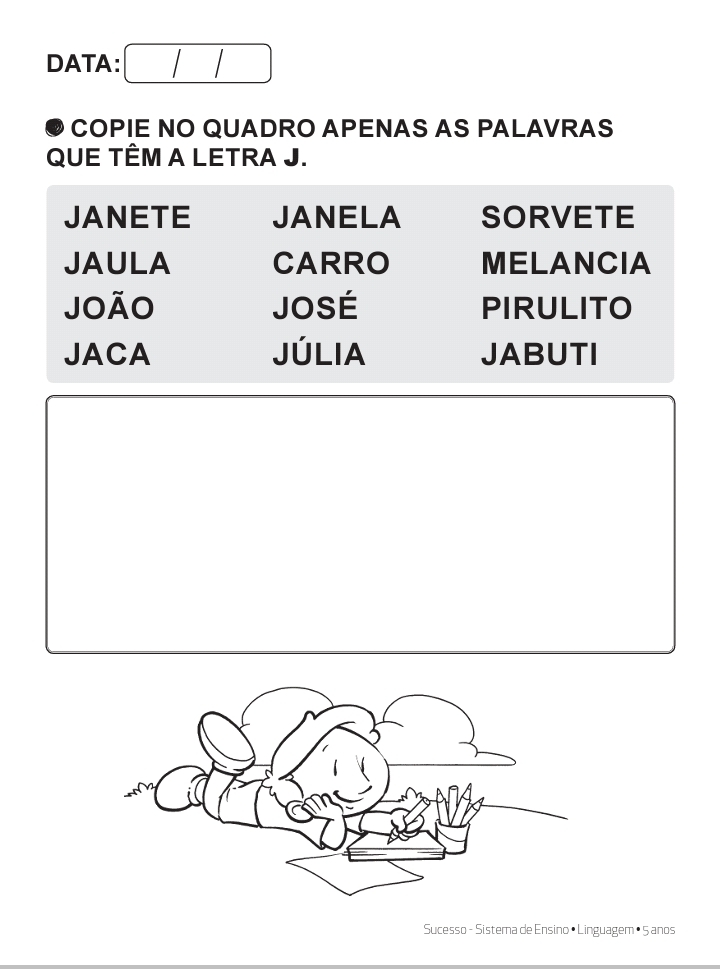 DATA: / /
COPIE NO QUADRO APENAS AS PALAVRAS
QUE TÊM A LETRA J.
JANETE JANELA SORVETE
JAULA CARRO MELANCIA
JOÃO JOSÉ PIRULITO
JACA JÚLIA JABUTI
Sucesso - Sistema de Ensino • Linguagem • 5 anos